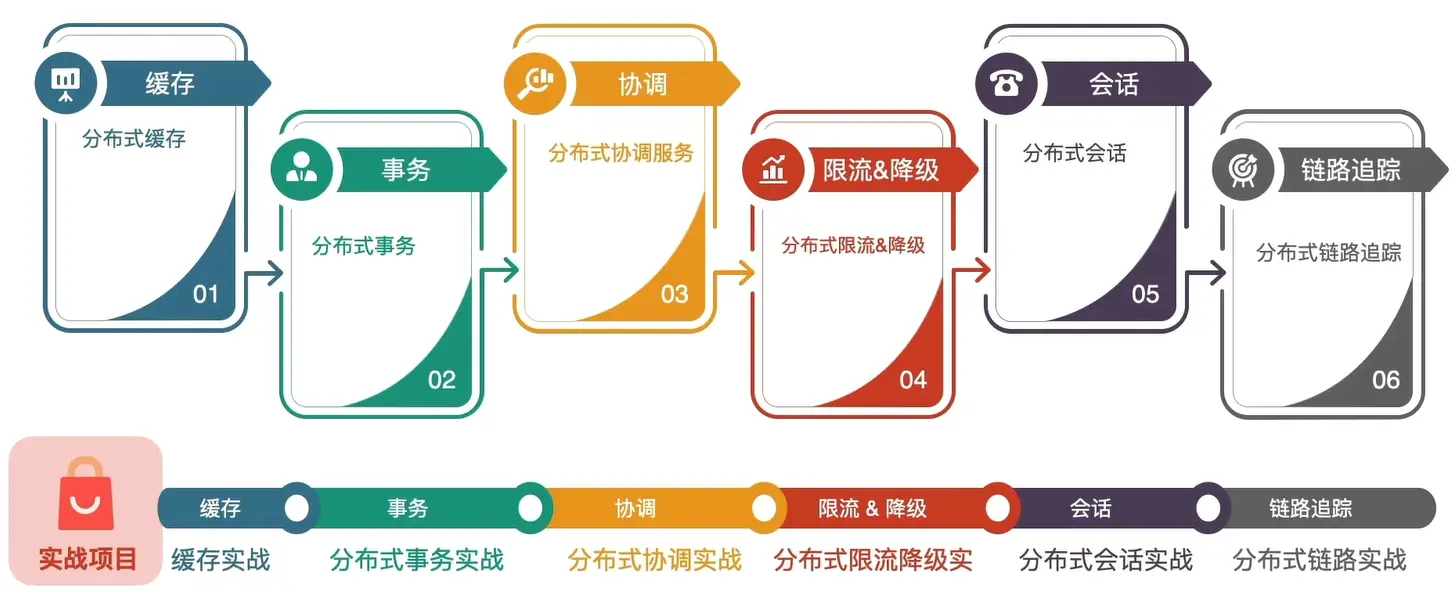 缓存
分布式缓存
01
事务
分布式事务
02
协调
分布式协调服务
03
限流&降级
分布式限流&降级
04
会话
分布式会话
05
链路追踪
分布式链路追踪
06
实战项目
缓存
事务
协调
限流 & 降级
会话
链路追踪
缓存实战
分布式事务实战
分布式协调实战
分布式限流降级实
分布式会话实战
分布式链路实战